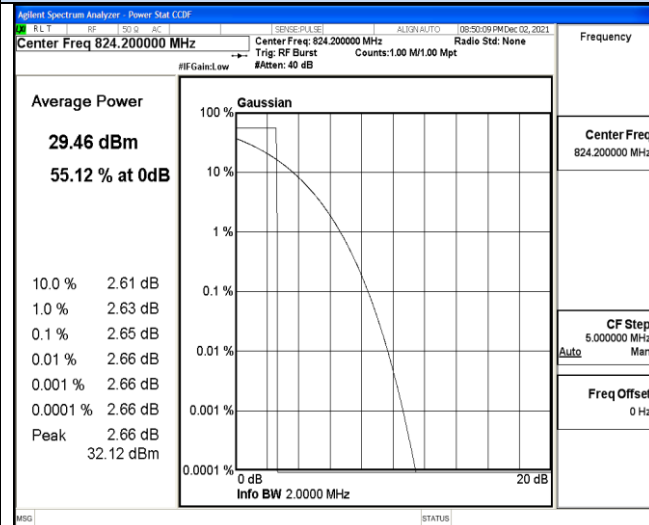 Agilent Spectrum Analyzer - Power Stat CCDF
RLT RF 50 Ω AC SENSE:PULSE ALIGN AUTO 08:50:09 PM Dec 02, 2021
Center Freq 824.200000 MHz
Center Freq: 824.200000 MHz Radio Std: None
Trig: RF Burst Counts:1.00 M/1.00 Mpt
#IFGain:Low #Atten: 40 dB
Frequency
Center Freq
824.200000 MHz
CF Step
5.000000 MHz
Auto Man
Freq Offset
0 Hz
Average Power
29.46 dBm
55.12 % at 0dB
10.0 % 2.61 dB
1.0 % 2.63 dB
0.1 % 2.65 dB
0.01 % 2.66 dB
0.001 % 2.66 dB
0.0001 % 2.66 dB
Peak 2.66 dB
32.12 dBm
Gaussian
100 %
10 %
1 %
0.1 %
0.01 %
0.001 %
0.0001 %
0 dB 20 dB
Info BW 2.0000 MHz
MSG STATUS